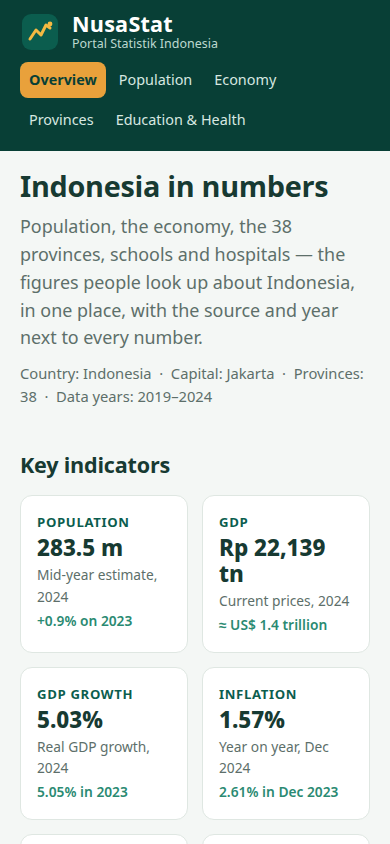 NusaStat
Portal Statistik Indonesia
Overview
Population
Economy
Provinces
Education & Health
Indonesia in numbers
Population, the economy, the 38
provinces, schools and hospitals — the
figures people look up about Indonesia,
in one place, with the source and year
next to every number.
Country: Indonesia · Capital: Jakarta · Provinces:
38 · Data years: 2019–2024
Key indicators
POPULATION
283.5 m
Mid-year estimate,
2024
+0.9% on 2023
GDP
Rp 22,139
tn
Current prices, 2024
≈ US$ 1.4 trillion
GDP GROWTH
5.03%
Real GDP growth,
2024
5.05% in 2023
INFLATION
1.57%
Year on year, Dec
2024
2.61% in Dec 2023